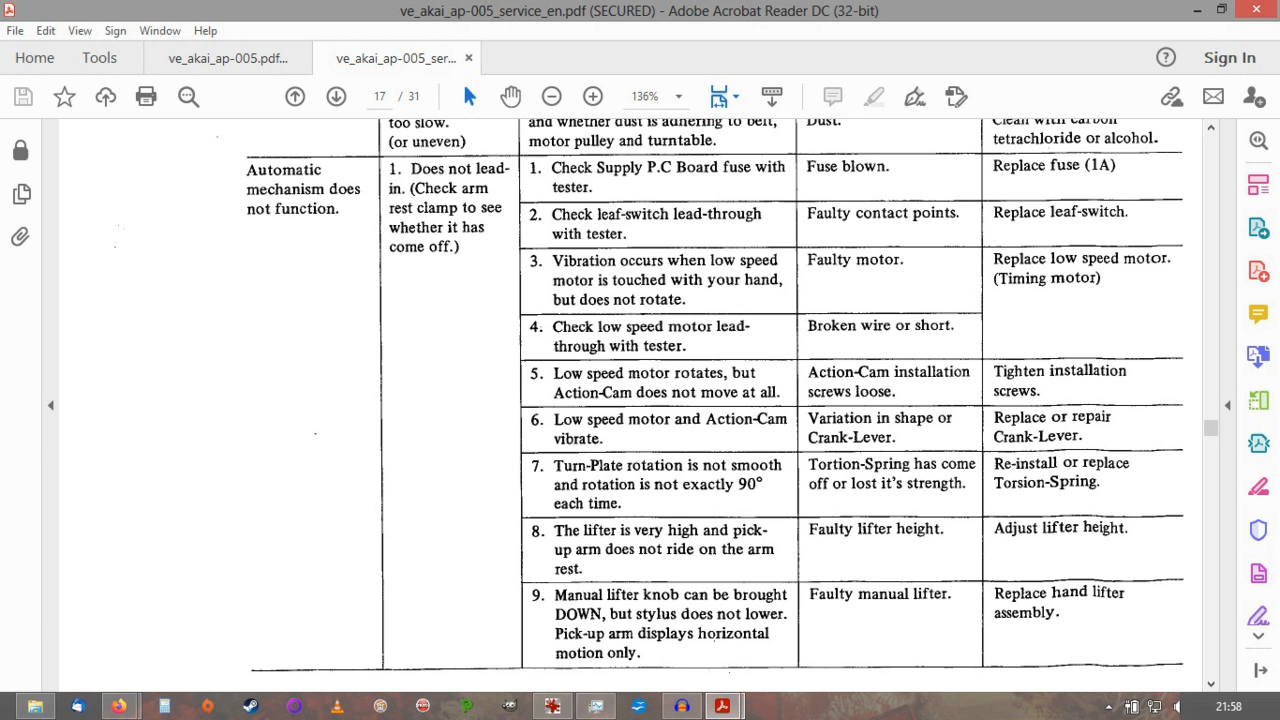 ve_akai_ap-005_service_en.pdf (SECURED) - Adobe Acrobat Reader DC (32-bit)
File Edit View Sign Window Help
Home Tools ve_akai_ap-005.pdf... ve_akai_ap-005_ser... × Sign In
17 / 31 136%
too slow.
(or uneven)
and whether dust is adhering to belt,
motor pulley and turntable.
Dust.
Clean with carbon
tetrachloride or alcohol.
Automatic
mechanism does
not function.
1. Does not lead-
in. (Check arm
rest clamp to see
whether it has
come off.)
1. Check Supply P.C Board fuse with
tester.
Fuse blown.
Replace fuse (1A)
2. Check leaf-switch lead-through
with tester.
Faulty contact points.
Replace leaf-switch.
3. Vibration occurs when low speed
motor is touched with your hand,
but does not rotate.
Faulty motor.
Replace low speed motor.
(Timing motor)
4. Check low speed motor lead-
through with tester.
Broken wire or short.
5. Low speed motor rotates, but
Action-Cam does not move at all.
Action-Cam installation
screws loose.
Tighten installation
screws.
6. Low speed motor and Action-Cam
vibrate.
Variation in shape or
Crank-Lever.
Replace or repair
Crank-Lever.
7. Turn-Plate rotation is not smooth
and rotation is not exactly 90°
each time.
Tortion-Spring has come
off or lost it's strength.
Re-install or replace
Torsion-Spring.
8. The lifter is very high and pick-
up arm does not ride on the arm
rest.
Faulty lifter height.
Adjust lifter height.
9. Manual lifter knob can be brought
DOWN, but stylus does not lower.
Pick-up arm displays horizontal
motion only.
Faulty manual lifter.
Replace hand lifter
assembly.
21:58